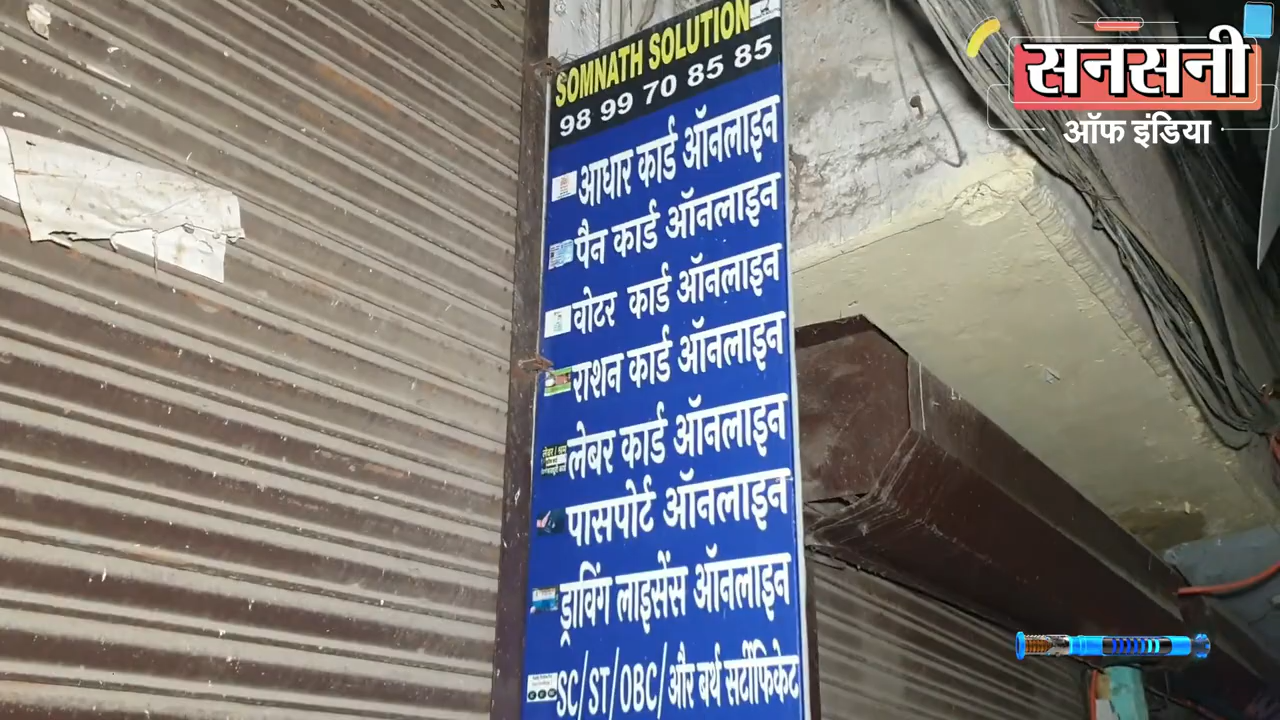 SOMNATH SOLUTION
98 99 70 85 85
आधार कार्ड ऑनलाइन
पैन कार्ड ऑनलाइन
वोटर कार्ड ऑनलाइन
राशन कार्ड ऑनलाइन
लेबर कार्ड ऑनलाइन
पासपोर्ट ऑनलाइन
ड्राविंग लाइसेंस ऑनलाइन
SC/ST/OBC/और बर्थ सर्टीफिकेट
सनसनी
ऑफ इंडिया